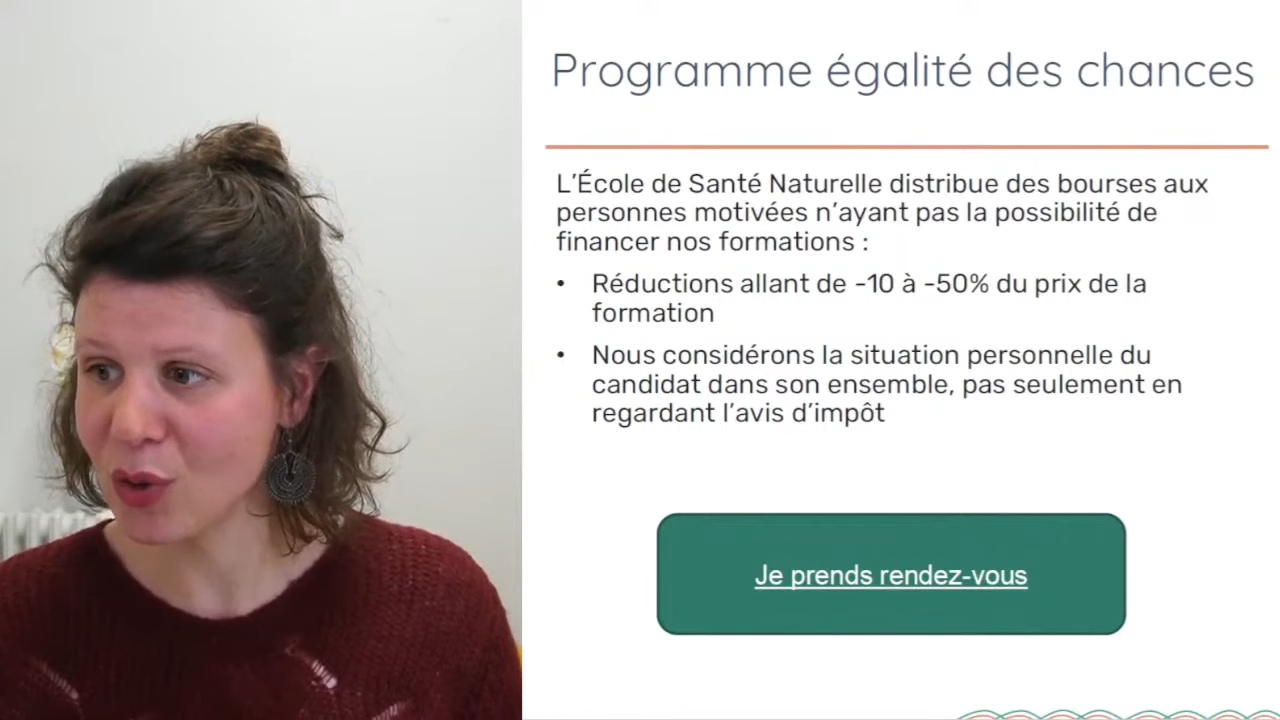 Programme égalité des chances
L’École de Santé Naturelle distribue des bourses aux
personnes motivées n’ayant pas la possibilité de
financer nos formations :
• Réductions allant de -10 à -50% du prix de la
formation
• Nous considérons la situation personnelle du
candidat dans son ensemble, pas seulement en
regardant l’avis d’impôt
Je prends rendez-vous